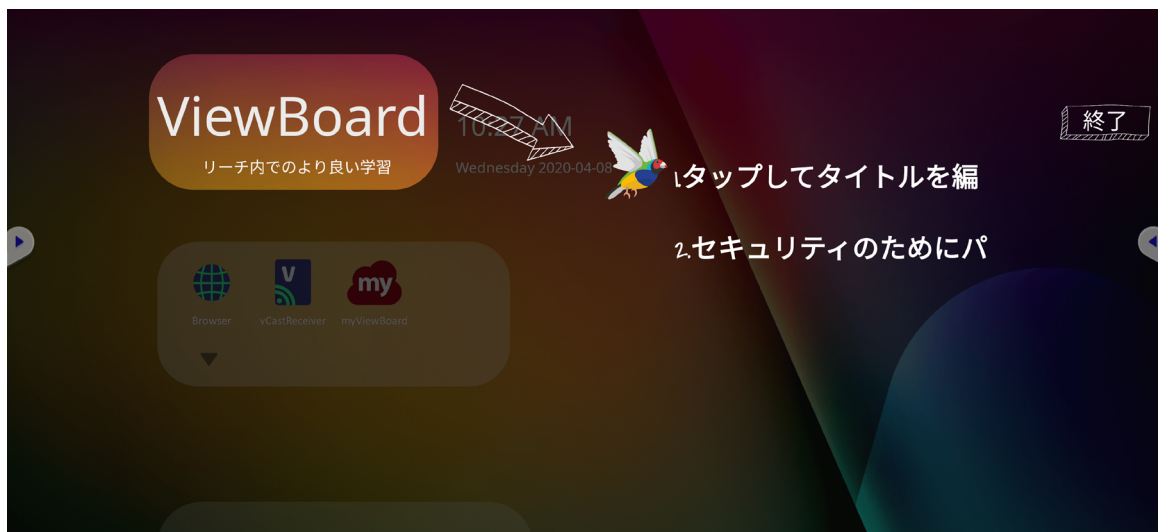 ViewBoard
リーチ内でのより良い学習
10:27 AM
Wednesday 2020-04-08
終了
1.タップしてタイトルを編
2.セキュリティのためにパ
Browser
vCastReceiver
myViewBoard
V
my